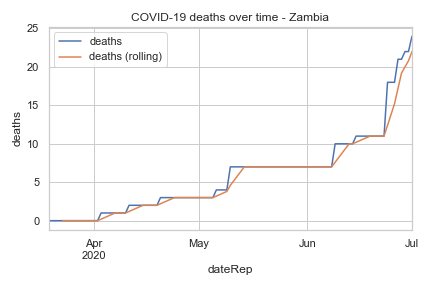 COVID-19 deaths over time - Zambia
deaths
deaths (rolling)
25
20
15
10
5
0
deaths
Apr
2020
May
Jun
Jul
dateRep